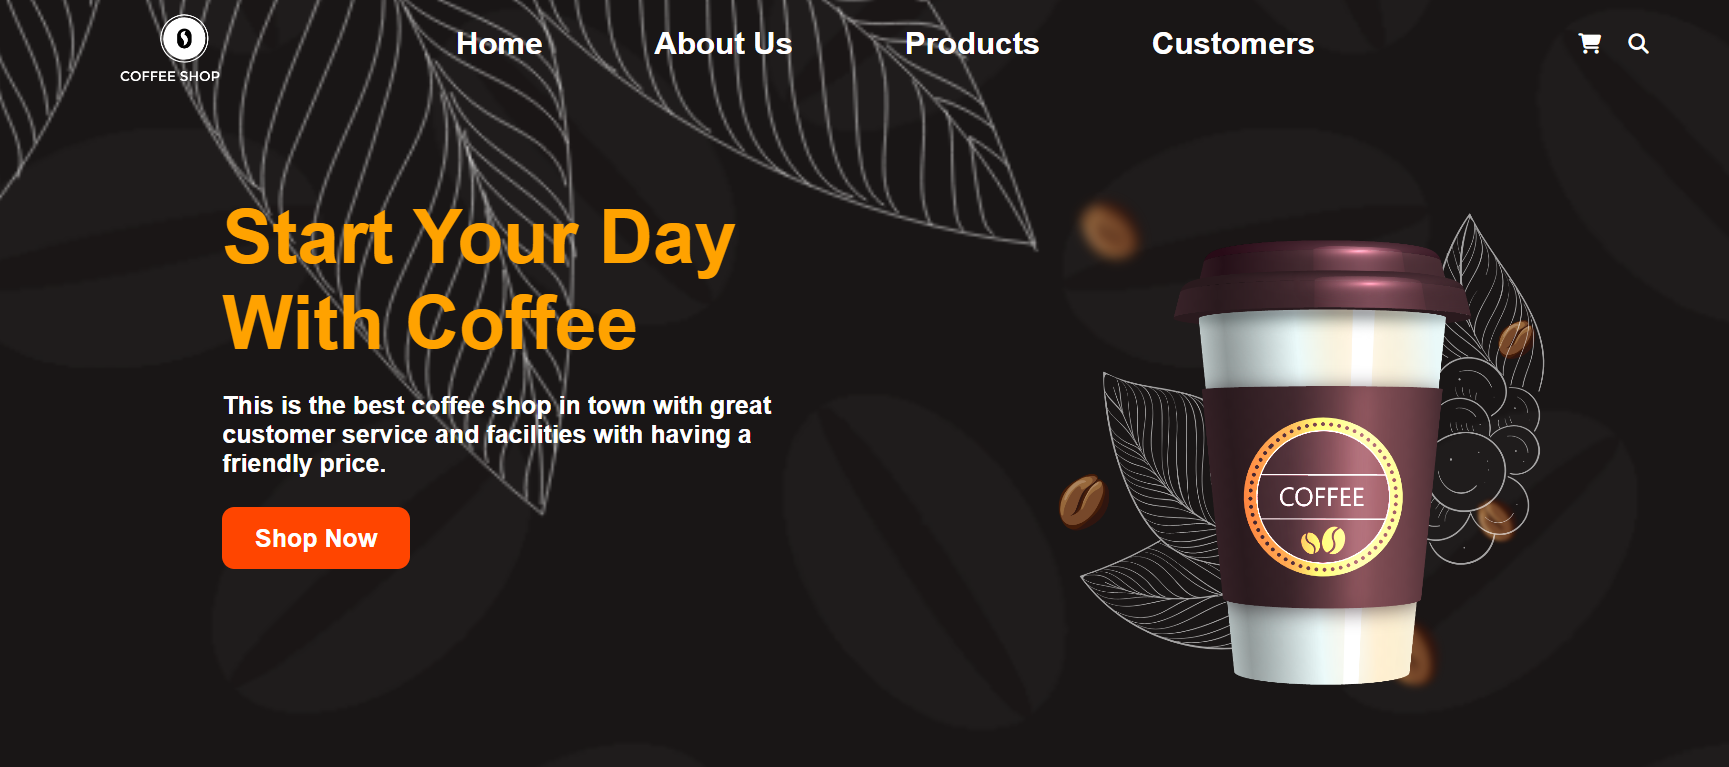 COFFEE SHOP
Home
About Us
Products
Customers
Start Your Day
With Coffee
This is the best coffee shop in town with great
customer service and facilities with having a
friendly price.
Shop Now
COFFEE